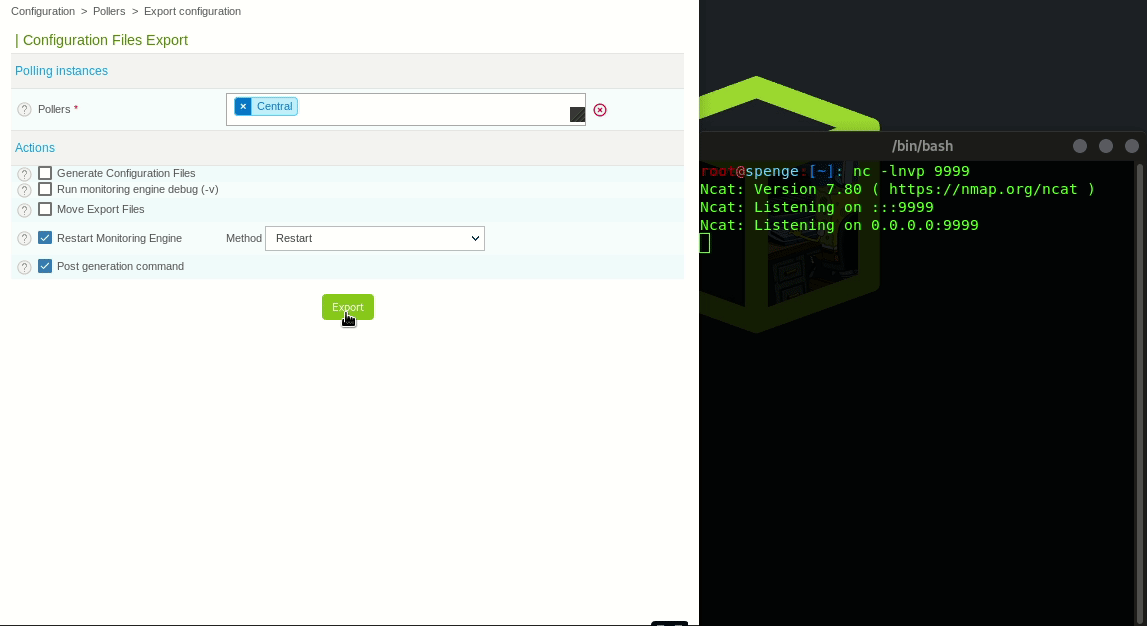 Configuration > Pollers > Export configuration
| Configuration Files Export
Polling instances
? Pollers * × Central
Actions
? Generate Configuration Files
? Run monitoring engine debug (-v)
? Move Export Files
? Restart Monitoring Engine Method Restart
? Post generation command
Export
/bin/bash
root@spenge [~]: nc -lnvp 9999
Ncat: Version 7.80 ( https://nmap.org/ncat )
Ncat: Listening on :::9999
Ncat: Listening on 0.0.0.0:9999